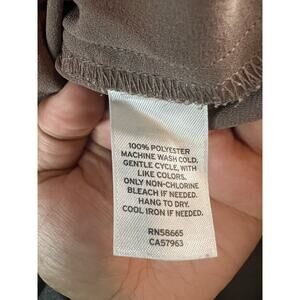 100% POLYESTER
MACHINE WASH COLD,
GENTLE CYCLE, WITH
LIKE COLORS.
ONLY NON-CHLORINE
BLEACH IF NEEDED.
HANG TO DRY.
COOL IRON IF NEEDED.
RN58665
CA57963